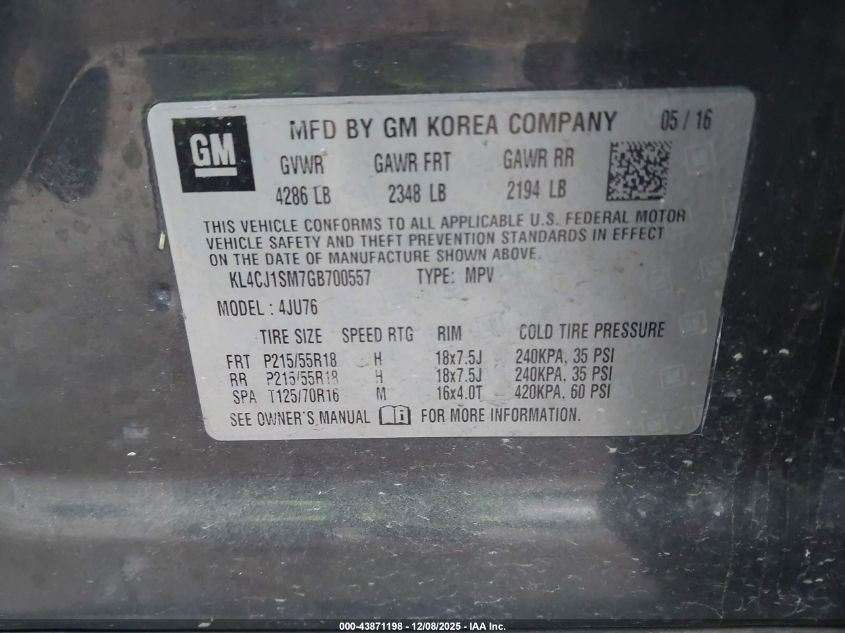 GM MFD BY GM KOREA COMPANY 05 / 16
GVWR GAWR FRT GAWR RR
4286 LB 2348 LB 2194 LB
THIS VEHICLE CONFORMS TO ALL APPLICABLE U.S. FEDERAL MOTOR
VEHICLE SAFETY AND THEFT PREVENTION STANDARDS IN EFFECT
ON THE DATE OF MANUFACTURE SHOWN ABOVE.
KL4CJ1SM7GB700557 TYPE: MPV
MODEL : 4JU76
TIRE SIZE SPEED RTG RIM COLD TIRE PRESSURE
FRT P215/55R18 H 18x7.5J 240KPA, 35 PSI
RR P215/55R18 H 18x7.5J 240KPA, 35 PSI
SPA T125/70R16 M 16x4.0T 420KPA, 60 PSI
SEE OWNER'S MANUAL FOR MORE INFORMATION.
000-43871198 - 12/08/2025 - IAA Inc.